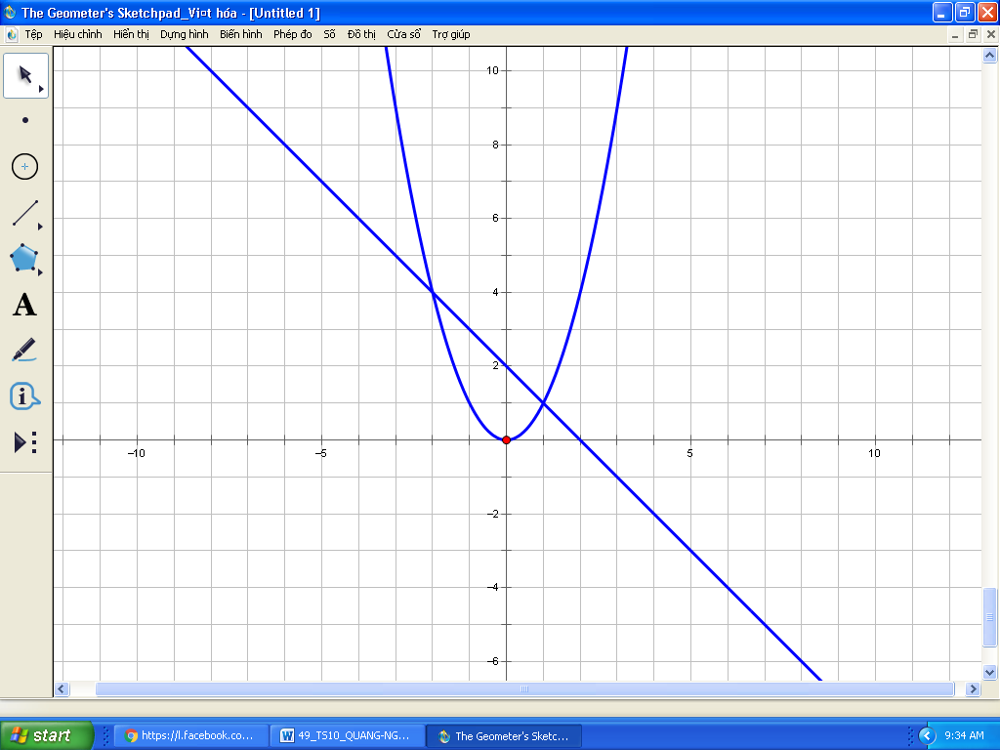 The Geometer's Sketchpad_Vi¤t hóa - [Untitled 1]
Tệp Hiệu chỉnh Hiển thị Dựng hình Biến hình Phép đo Số Đồ thị Cửa sổ Trợ giúp
10
8
6
4
2
-10 -5 5 10
-2
-4
-6
A
start https://l.facebook.co... 49_TS10_QUANG-NG... The Geometer's Sketc... 9:34 AM